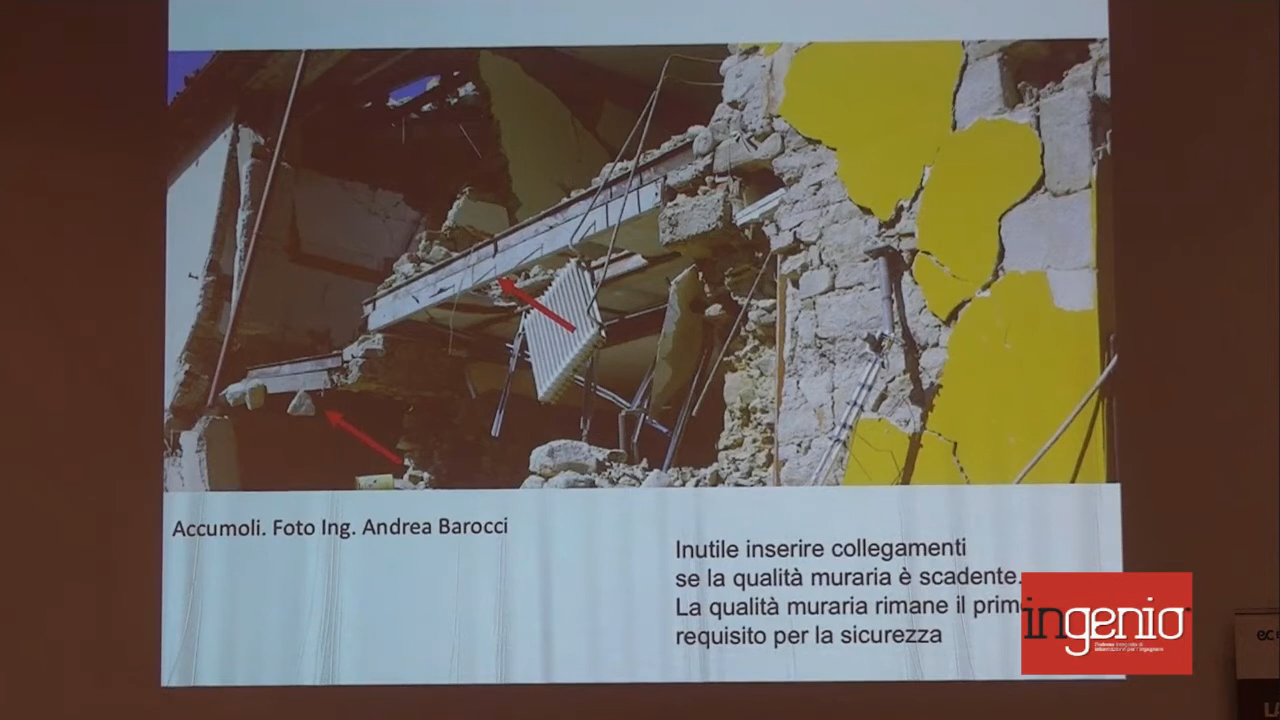 Accumoli. Foto Ing. Andrea Barocci
Inutile inserire collegamenti
se la qualità muraria è scadente.
La qualità muraria rimane il prim
requisito per la sicurezza
ingenio